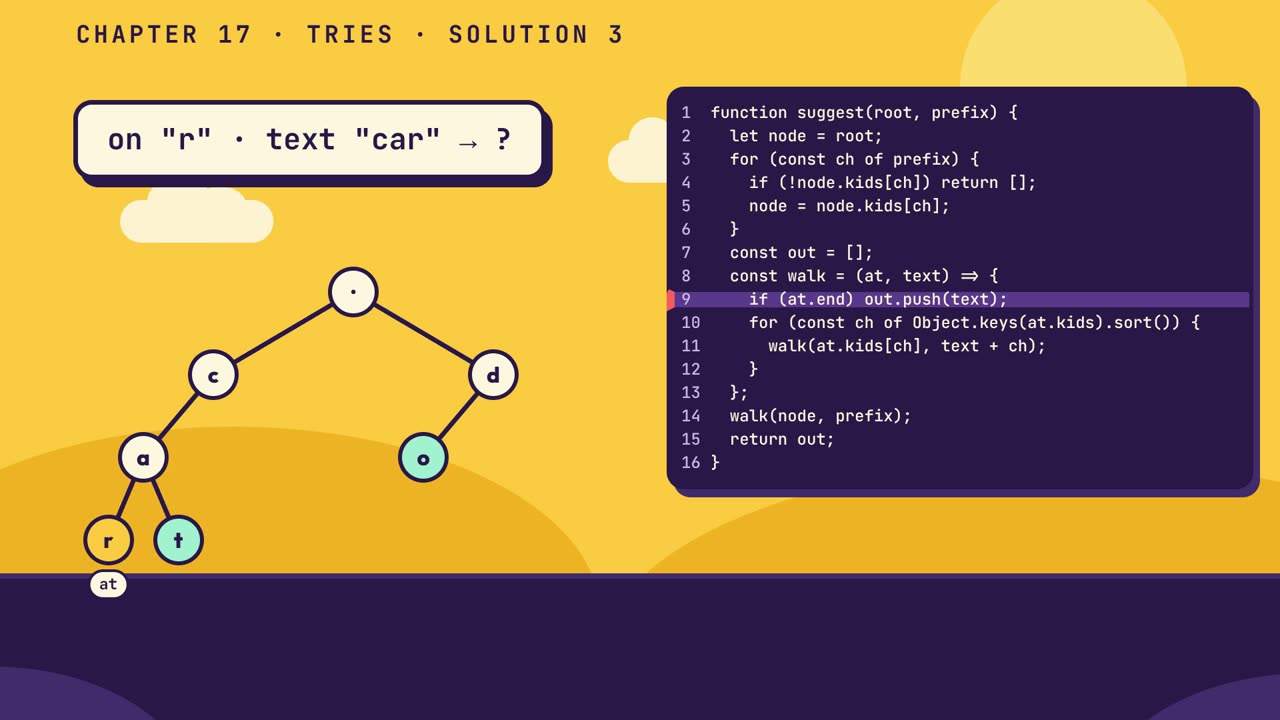 CHAPTER 17 · TRIES · SOLUTION 3
on "r" · text "car" → ?
·
c
d
a
o
r
t
at
1 function suggest(root, prefix) {
2   let node = root;
3   for (const ch of prefix) {
4     if (!node.kids[ch]) return [];
5     node = node.kids[ch];
6   }
7   const out = [];
8   const walk = (at, text) => {
9     if (at.end) out.push(text);
10     for (const ch of Object.keys(at.kids).sort()) {
11       walk(at.kids[ch], text + ch);
12     }
13   };
14   walk(node, prefix);
15   return out;
16 }